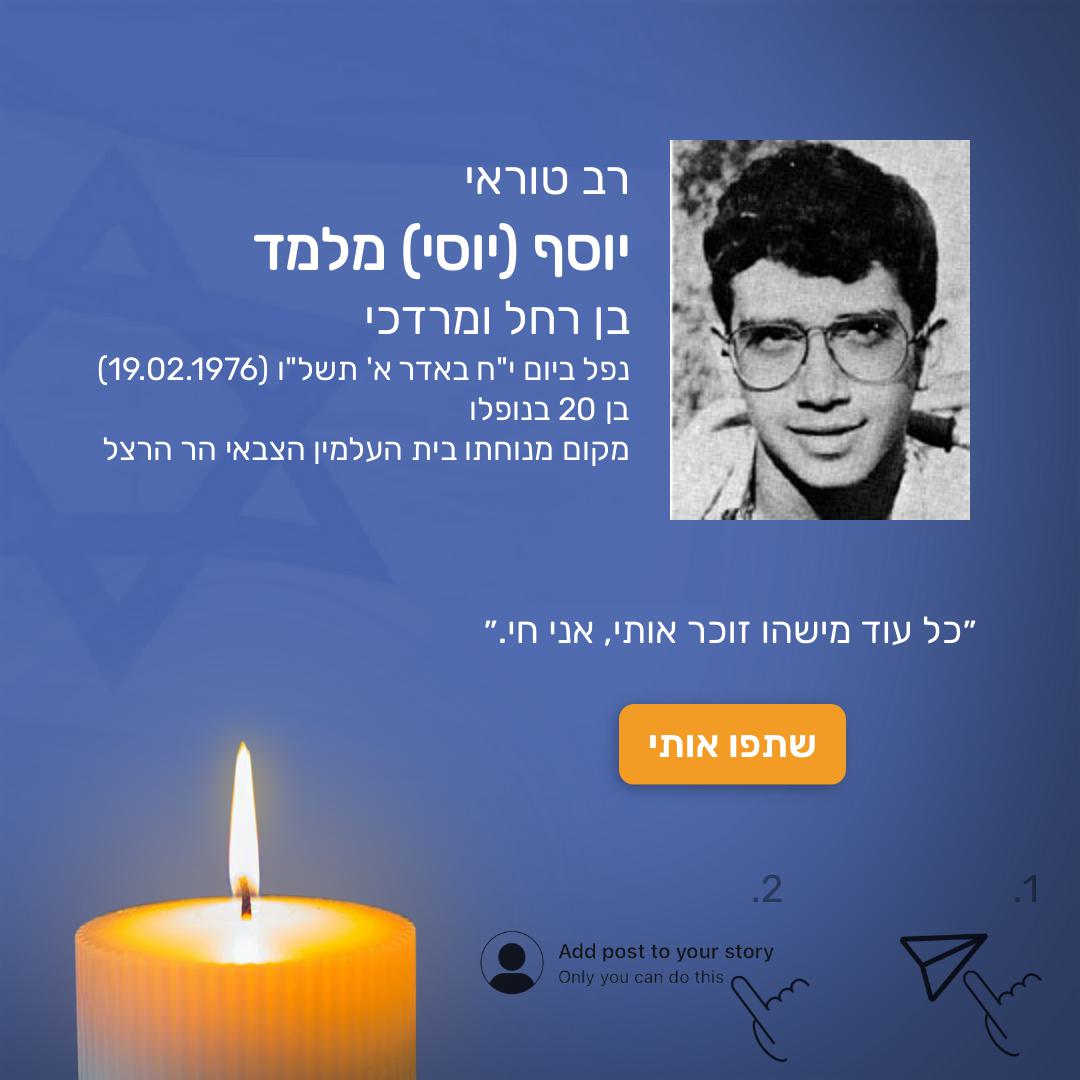 רב טוראי
יוסף (יוסי) מלמד
בן רחל ומרדכי
נפל ביום י"ח באדר א' תשל"ו (19.02.1976)
בן 20 בנופלו
מקום מנוחתו בית העלמין הצבאי הר הרצל
״כל עוד מישהו זוכר אותי, אני חי.״
שתפו אותי
.1
.2
Add post to your story
Only you can do this